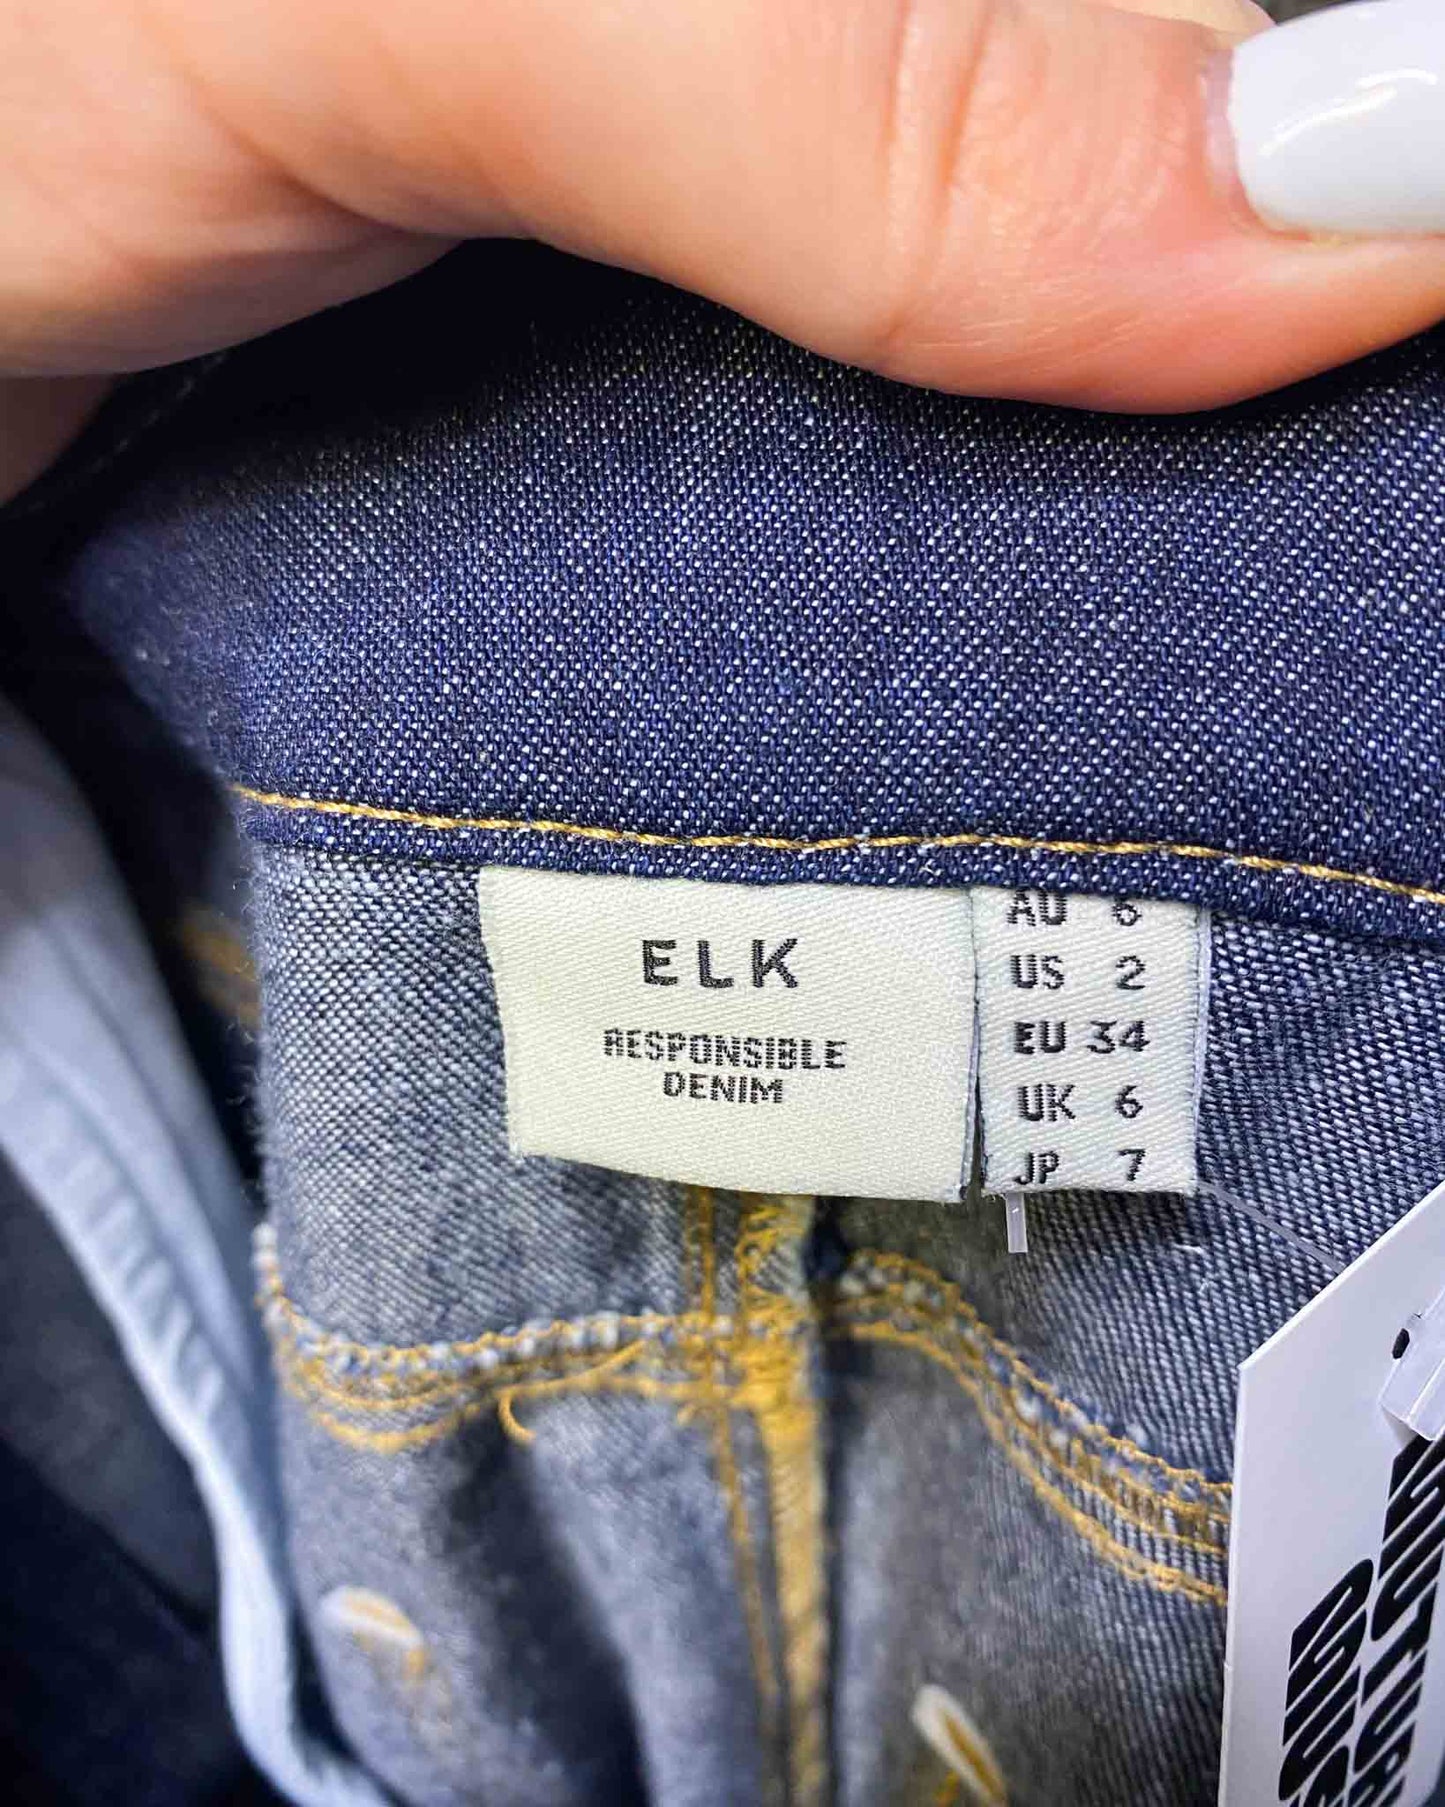 ELK
RESPONSIBLE
DENIM
AU 6
US 2
EU 34
UK 6
JP 7